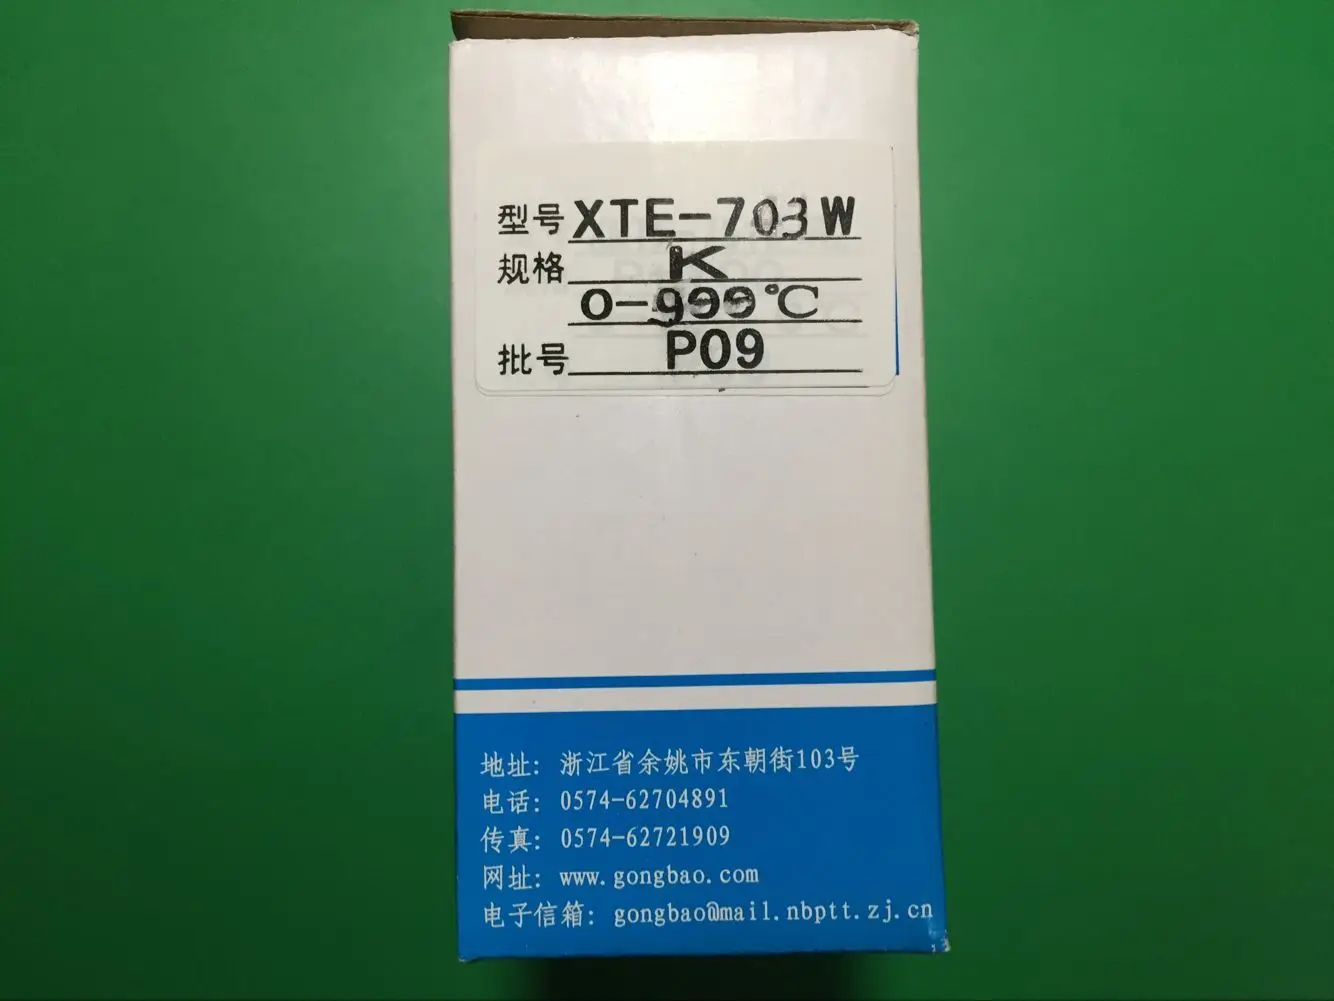 型号 XTE-703W
规格 K
0-999℃
批号 P09
地址: 浙江省余姚市东朝街103号
电话: 0574-62704891
传真: 0574-62721909
网址: www.gongbao.com
电子信箱: gongbao@mail.nbptt.zj.cn